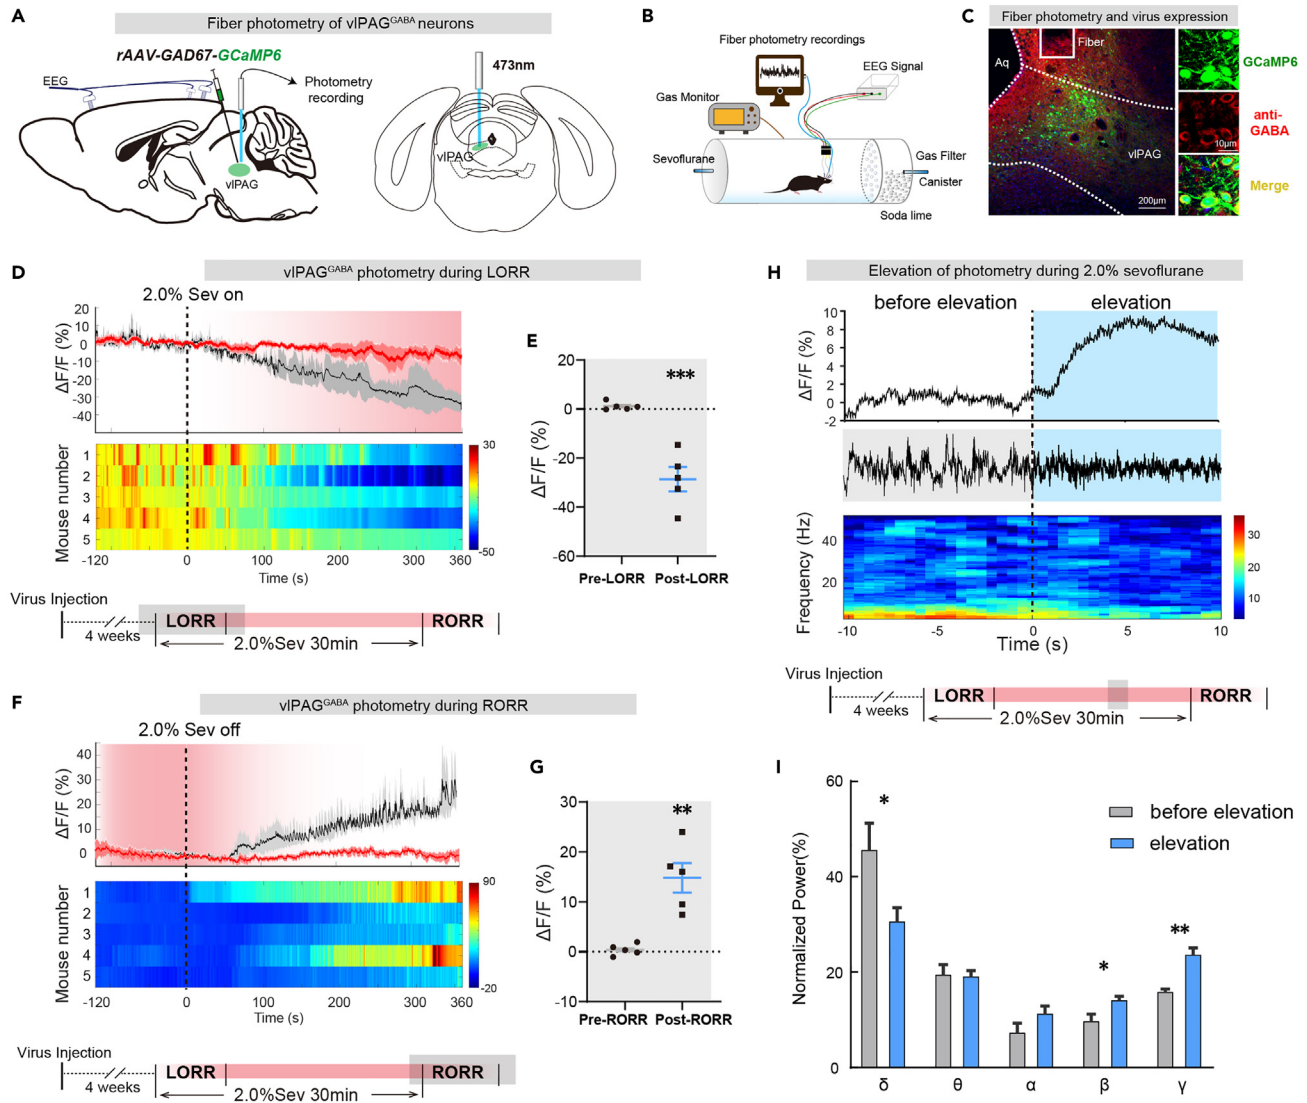 A
Fiber photometry of vlPAG^GABA neurons
rAAV-GAD67-GCaMP6
EEG
Photometry
recording
vlPAG
473nm
vlPAG
B
Fiber photometry recordings
EEG Signal
Gas Monitor
Sevoflurane
Gas Filter
Canister
Soda lime
C
Fiber photometry and virus expression
Fiber
Aq
vlPAG
200μm
GCaMP6
anti-
GABA
10μm
Merge
D
vlPAG^GABA photometry during LORR
2.0% Sev on
ΔF/F (%)
20
10
0
-10
-20
-30
-40
Mouse number
1
2
3
4
5
30
-50
-120
0
100
200
300
360
Time (s)
Virus Injection
4 weeks
LORR
RORR
2.0%Sev 30min
E
ΔF/F (%)
20
0
-20
-40
-60
***
Pre-LORR
Post-LORR
F
vlPAG^GABA photometry during RORR
2.0% Sev off
ΔF/F (%)
40
30
20
10
0
Mouse number
1
2
3
4
5
90
-20
-120
0
100
200
300
360
Time (s)
Virus Injection
4 weeks
LORR
RORR
2.0%Sev 30min
G
ΔF/F (%)
30
20
10
0
-10
**
Pre-RORR
Post-RORR
H
Elevation of photometry during 2.0% sevoflurane
before elevation
elevation
ΔF/F (%)
10
8
6
4
2
0
-2
Frequency (Hz)
40
20
30
20
10
-10
-5
0
5
10
Time (s)
Virus Injection
4 weeks
LORR
RORR
2.0%Sev 30min
I
Normalized Power(%)
60
40
20
0
before elevation
elevation
*
*
**
δ
θ
α
β
γ